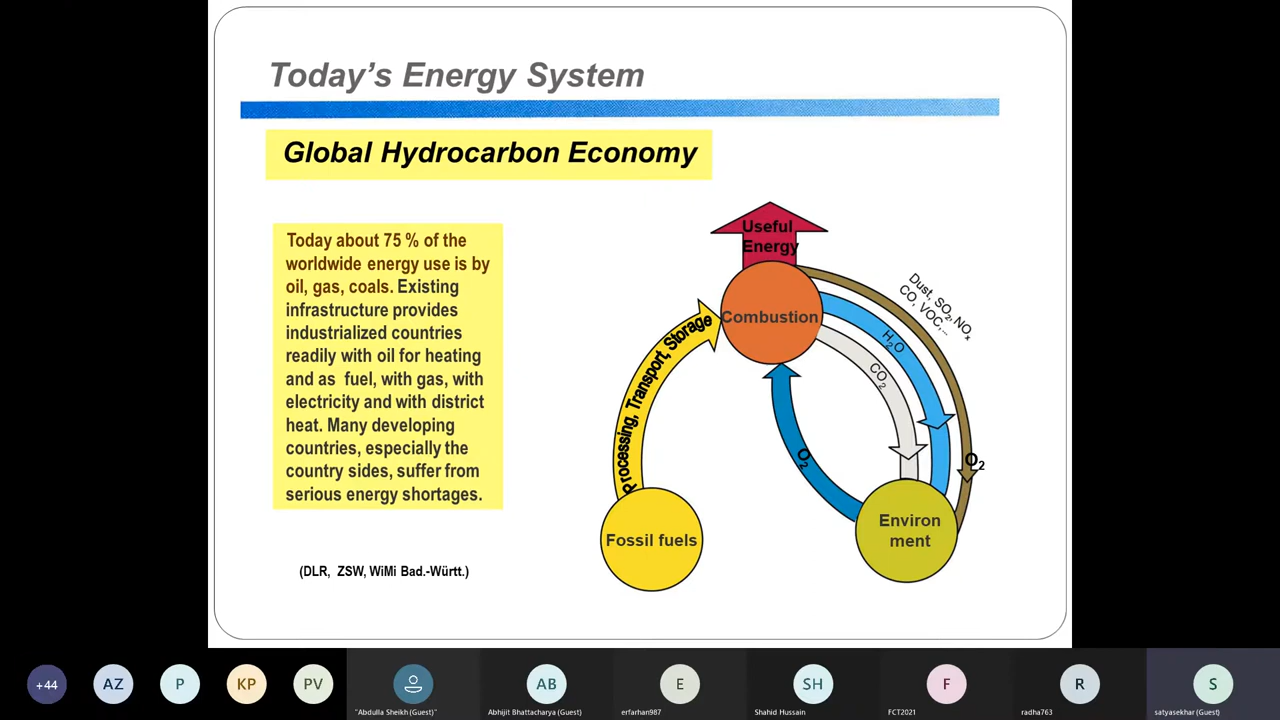 Today's Energy System
Global Hydrocarbon Economy
Today about 75 % of the
worldwide energy use is by
oil, gas, coals. Existing
infrastructure provides
industrialized countries
readily with oil for heating
and as fuel, with gas, with
electricity and with district
heat. Many developing
countries, especially the
country sides, suffer from
serious energy shortages.
(DLR, ZSW, WiMi Bad.-Württ.)
Useful
Energy
Combustion
Processing, Transport, Storage
Fossil fuels
Dust, SO2,NOx
CO, VOC,..
H2O
CO2
O2
O2
Environ
ment
+44
AZ
P
KP
PV
"Abdulla Sheikh (Guest)"
AB
Abhijit Bhattacharya (Guest)
E
erfarhan987
SH
Shahid Hussain
F
FCT2021
R
radha763
S
satyasekhar (Guest)